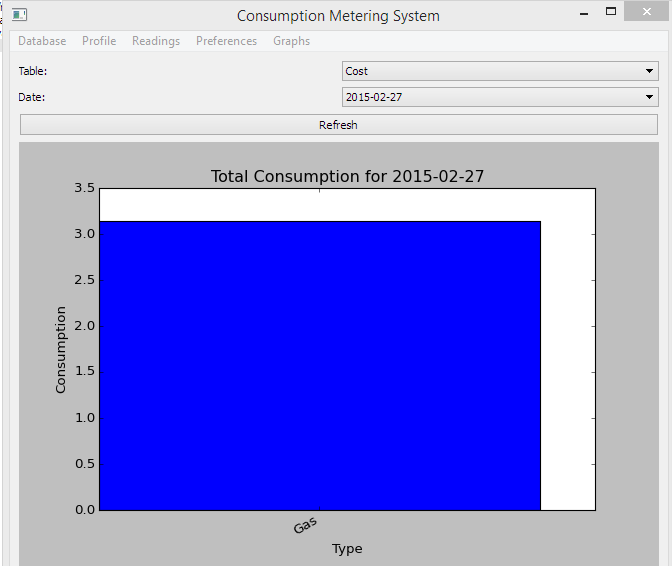 Consumption Metering System
Database Profile Readings Preferences Graphs
Table: Cost
Date: 2015-02-27
Refresh
Total Consumption for 2015-02-27
3.5
3.0
2.5
2.0
1.5
1.0
0.5
0.0
Consumption
Gas
Type